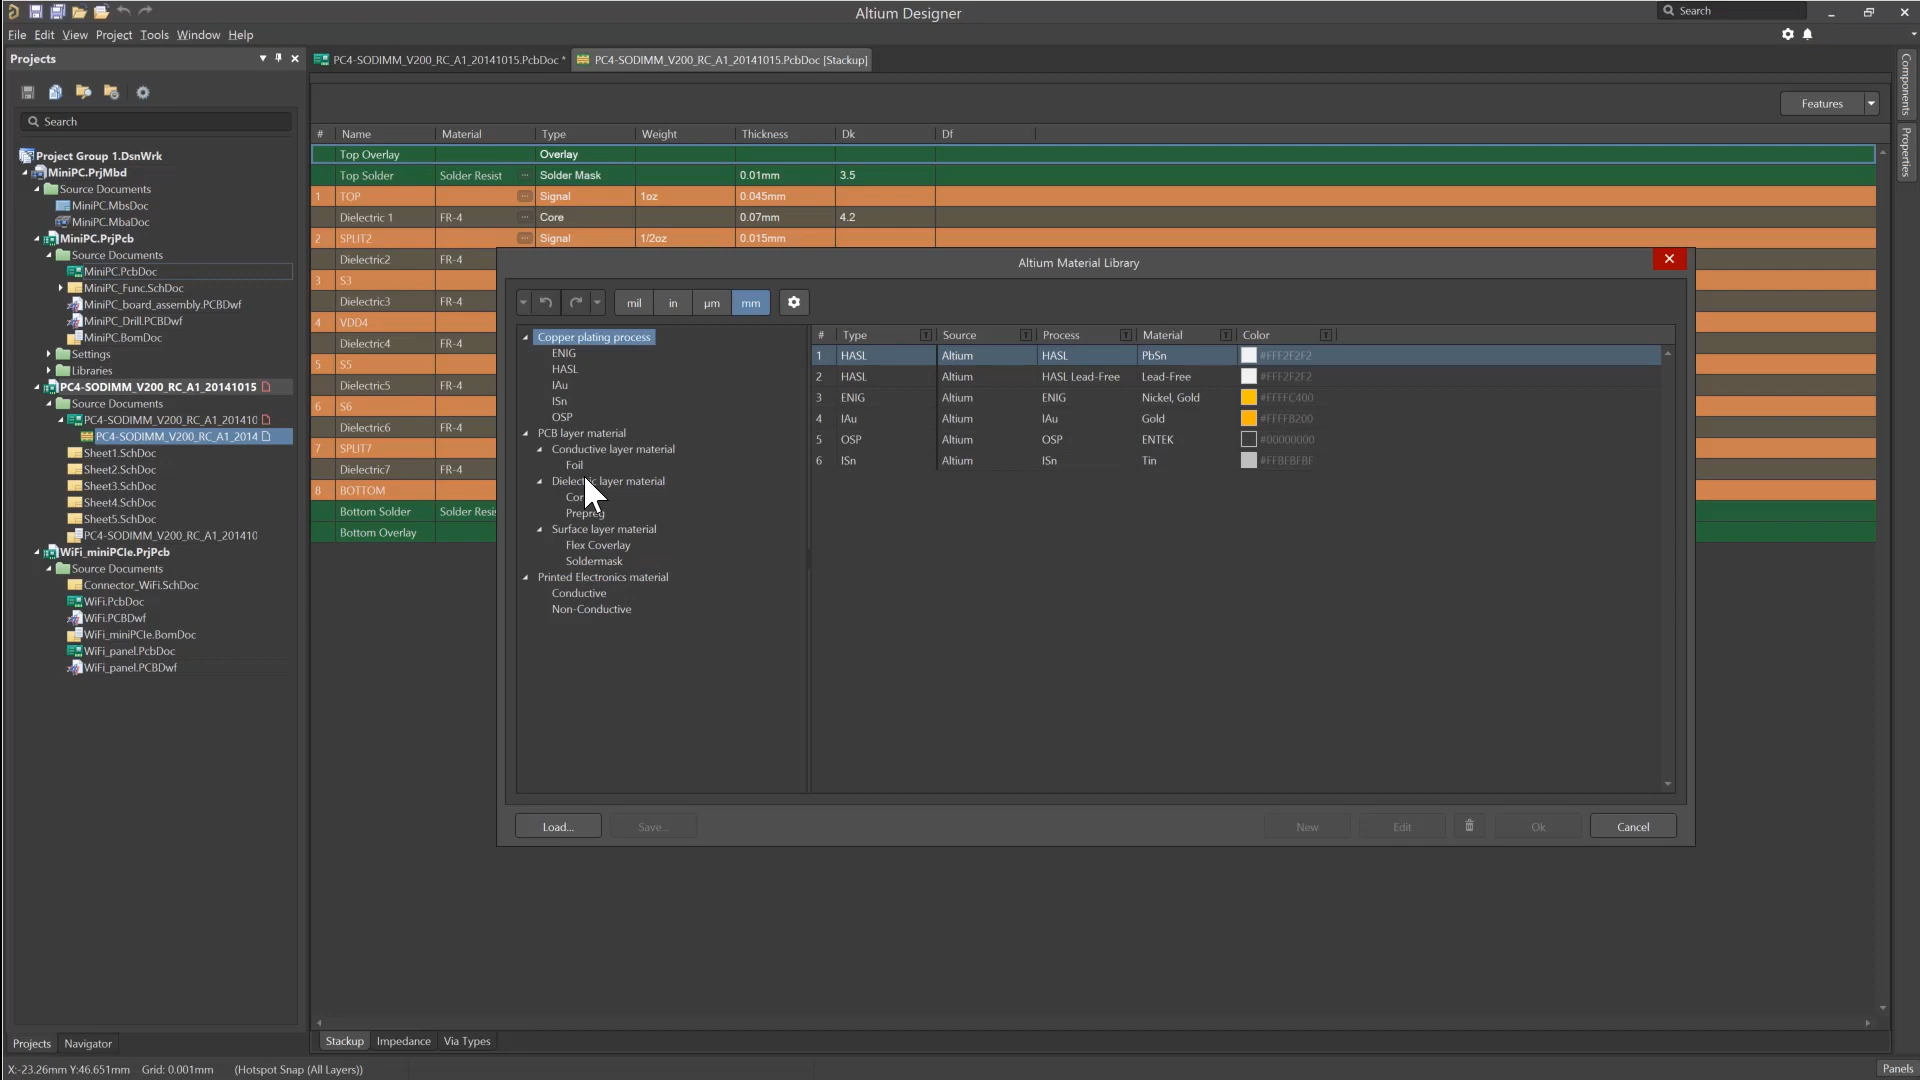 Altium Designer
Search
File Edit View Project Tools Window Help
Projects
PC4-SODIMM_V200_RC_A1_20141015.PcbDoc *
PC4-SODIMM_V200_RC_A1_20141015.PcbDoc [Stackup]
Components
Properties
Features
Search
# Name Material Type Weight Thickness Dk Df
Top Overlay Overlay
Top Solder Solder Resist ... Solder Mask 0.01mm 3.5
1 TOP ... Signal 1oz 0.045mm
Dielectric 1 FR-4 ... Core 0.07mm 4.2
2 SPLIT2 ... Signal 1/2oz 0.015mm
Dielectric2 FR-4
3 S3
Dielectric3 FR-4
4 VDD4
Dielectric4 FR-4
5 S5
Dielectric5 FR-4
6 S6
Dielectric6 FR-4
7 SPLIT7
Dielectric7 FR-4
8 BOTTOM
Bottom Solder Solder Resis
Bottom Overlay
Project Group 1.DsnWrk
MiniPC.PrjMbd
Source Documents
MiniPC.MbsDoc
MiniPC.MbaDoc
MiniPC.PrjPcb
Source Documents
MiniPC.PcbDoc
MiniPC_Func.SchDoc
MiniPC_board_assembly.PCBDwf
MiniPC_Drill.PCBDwf
MiniPC.BomDoc
Settings
Libraries
PC4-SODIMM_V200_RC_A1_20141015
Source Documents
PC4-SODIMM_V200_RC_A1_201410
PC4-SODIMM_V200_RC_A1_2014
Sheet1.SchDoc
Sheet2.SchDoc
Sheet3.SchDoc
Sheet4.SchDoc
Sheet5.SchDoc
PC4-SODIMM_V200_RC_A1_201410
WiFi_miniPCIe.PrjPcb
Source Documents
Connector_WiFi.SchDoc
WiFi.PcbDoc
WiFi.PCBDwf
WiFi_miniPCIe.BomDoc
WiFi_panel.PcbDoc
WiFi_panel.PCBDwf
Altium Material Library
mil in µm mm
Copper plating process
ENIG
HASL
IAu
ISn
OSP
PCB layer material
Conductive layer material
Foil
Dielectric layer material
Prepreg
Surface layer material
Flex Coverlay
Soldermask
Printed Electronics material
Conductive
Non-Conductive
# Type Source Process Material Color
1 HASL Altium HASL PbSn #FFF2F2F2
2 HASL Altium HASL Lead-Free Lead-Free #FFF2F2F2
3 ENIG Altium ENIG Nickel, Gold #FFFFC400
4 IAu Altium IAu Gold #FFFFB200
5 OSP Altium OSP ENTEK #00000000
6 ISn Altium ISn Tin #FFBFBFBF
Load... Save... New Edit Ok Cancel
Stackup Impedance Via Types
Projects Navigator
X:-23.26mm Y:46.651mm Grid: 0.001mm (Hotspot Snap (All Layers))
Panels